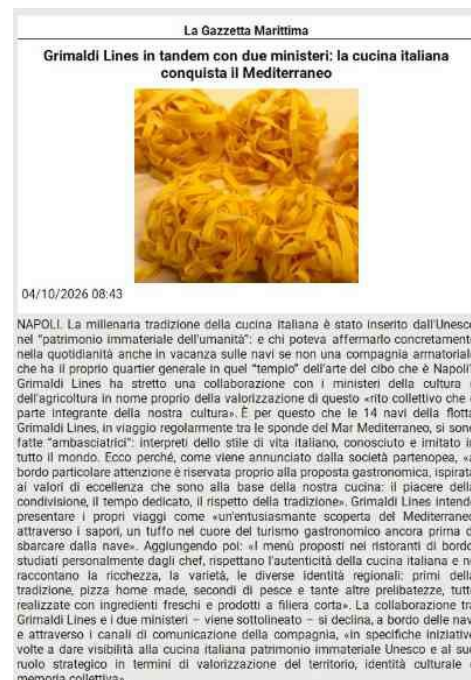 La Gazzetta Marittima
Grimaldi Lines in tandem con due ministeri: la cucina italiana
conquista il Mediterraneo
04/10/2026 08:43
NAPOLI. La millenaria tradizione della cucina italiana è stato inserito dall'Unesco
nel "patrimonio immateriale dell'umanità": e chi poteva affermarlo concretamente
nella quotidianità anche in vacanza sulle navi se non una compagnia armatoriale
che ha il proprio quartier generale in quel "tempio" dell'arte del cibo che è Napoli?
Grimaldi Lines ha stretto una collaborazione con i ministeri della cultura
dell'agricoltura in nome proprio della valorizzazione di questo «rito collettivo che
parte integrante della nostra cultura». È per questo che le 14 navi della flotta
Grimaldi Lines, in viaggio regolarmente tra le sponde del Mar Mediterraneo, si sono
fatte "ambasciatrici": interpreti dello stile di vita italiano, conosciuto e imitato in
tutto il mondo. Ecco perché, come viene annunciato dalla società partenopea, «a
bordo particolare attenzione è riservata proprio alla proposta gastronomica, ispirata
ai valori di eccellenza che sono alla base della nostra cucina: il piacere della
condivisione, il tempo dedicato, il rispetto della tradizione». Grimaldi Lines intende
presentare i propri viaggi come «un'entusiasmante scoperta del Mediterraneo
attraverso i sapori, un tuffo nel cuore del turismo gastronomico ancora prima di
sbarcare dalla nave». Aggiungendo poi: «I menù proposti nei ristoranti di bordo,
studiati personalmente dagli chef, rispettano l'autenticità della cucina italiana e ne
raccontano la ricchezza, la varietà, le diverse identità regionali: primi della
tradizione, pizza home made, secondi di pesce e tante altre prelibatezze, tutte
realizzate con ingredienti freschi e prodotti a filiera corta». La collaborazione tra
Grimaldi Lines e i due ministeri – viene sottolineato – si declina, a bordo delle navi
e attraverso i canali di comunicazione della compagnia, «in specifiche iniziative
volte a dare visibilità alla cucina italiana patrimonio immateriale Unesco e al suo
ruolo strategico in termini di valorizzazione del territorio, identità culturale e
memoria collettiva».